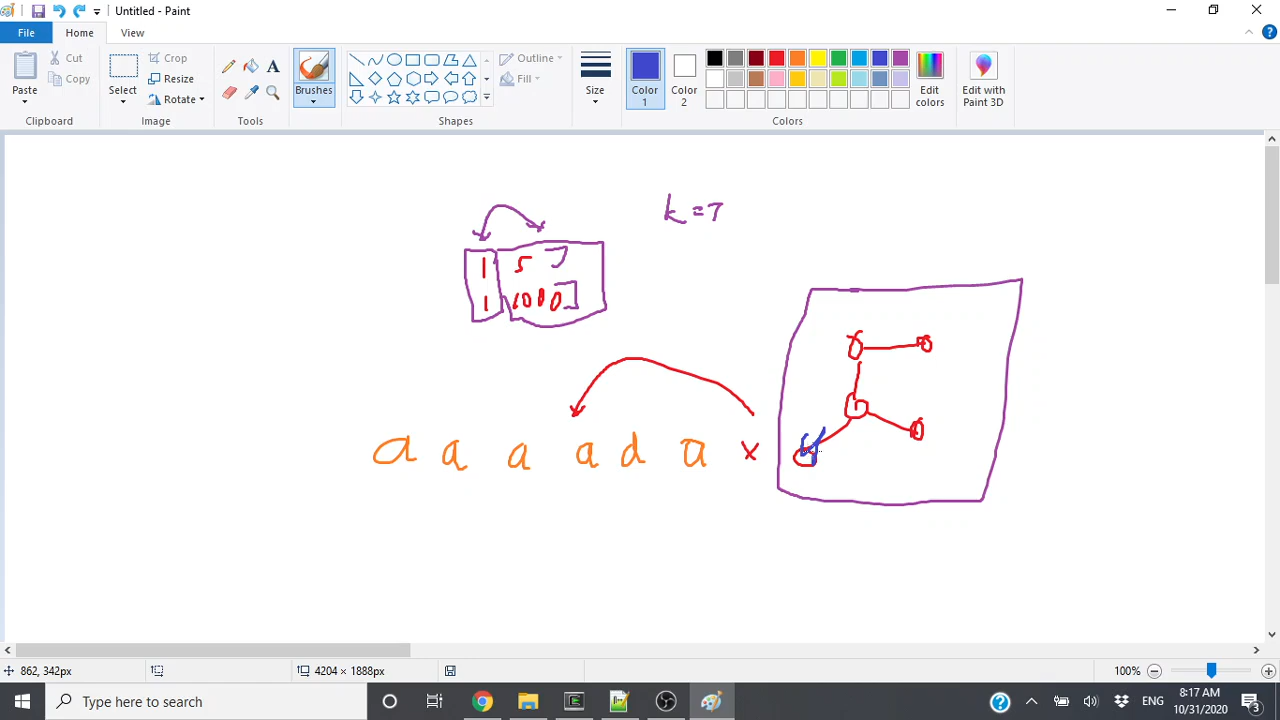 Untitled - Paint
File Home View
Paste
Cut
Copy
Clipboard
Select
Crop
Resize
Rotate
Image
Tools
Brushes
Shapes
Outline
Fill
Size
Color 1
Color 2
Colors
Edit colors
Edit with Paint 3D
k = 7
1 5
1 1000
a a a a d a x
862, 342px
4204 × 1888px
100%
Type here to search
ENG
8:17 AM
10/31/2020
3